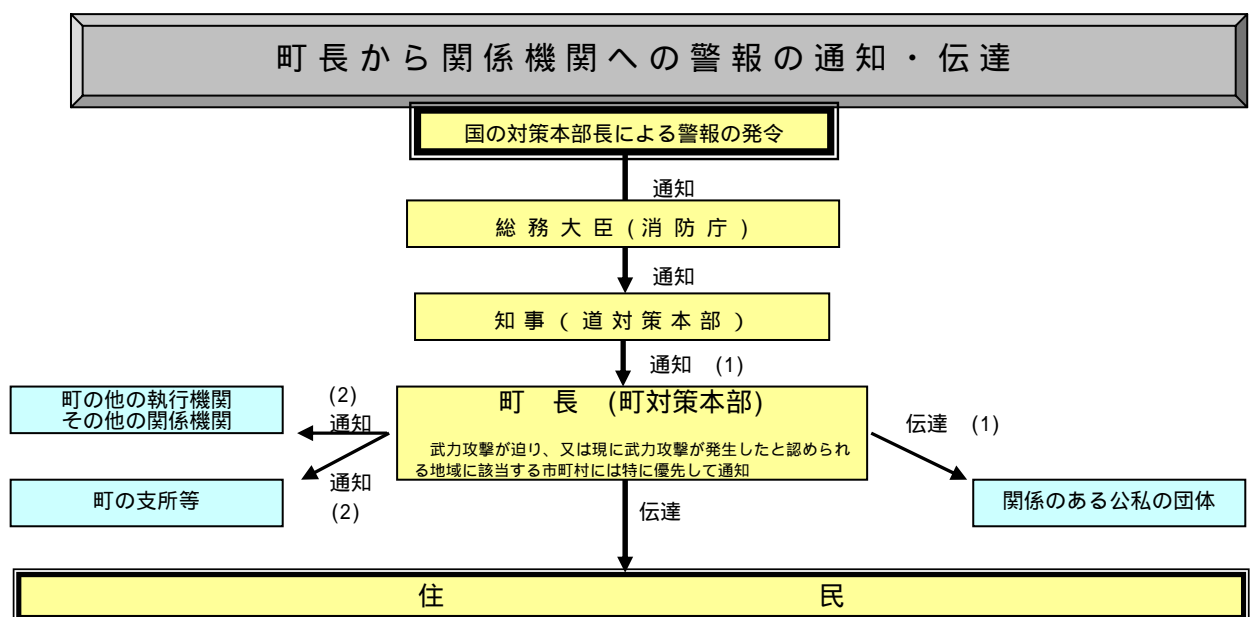 町長から関係機関への警報の通知・伝達
国の対策本部長による警報の発令
通知
総務大臣(消防庁)
通知
知事(道対策本部)
通知 (1)
町の他の執行機関
その他の関係機関
(2)
通知
町長 (町対策本部)
武力攻撃が迫り、又は現に武力攻撃が発生したと認められ
る地域に該当する市町村には特に優先して通知
伝達 (1)
町の支所等
通知
(2)
関係のある公私の団体
伝達
住民